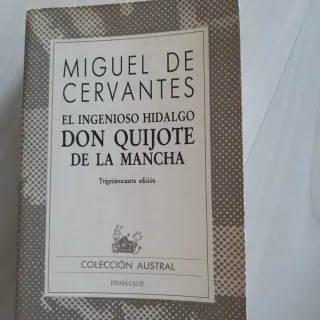 MIGUEL DE
CERVANTES
EL INGENIOSO HIDALGO
DON QUIJOTE
DE LA MANCHA
Trigesimocuarta edición
COLECCIÓN AUSTRAL
ESPASA-CALPE